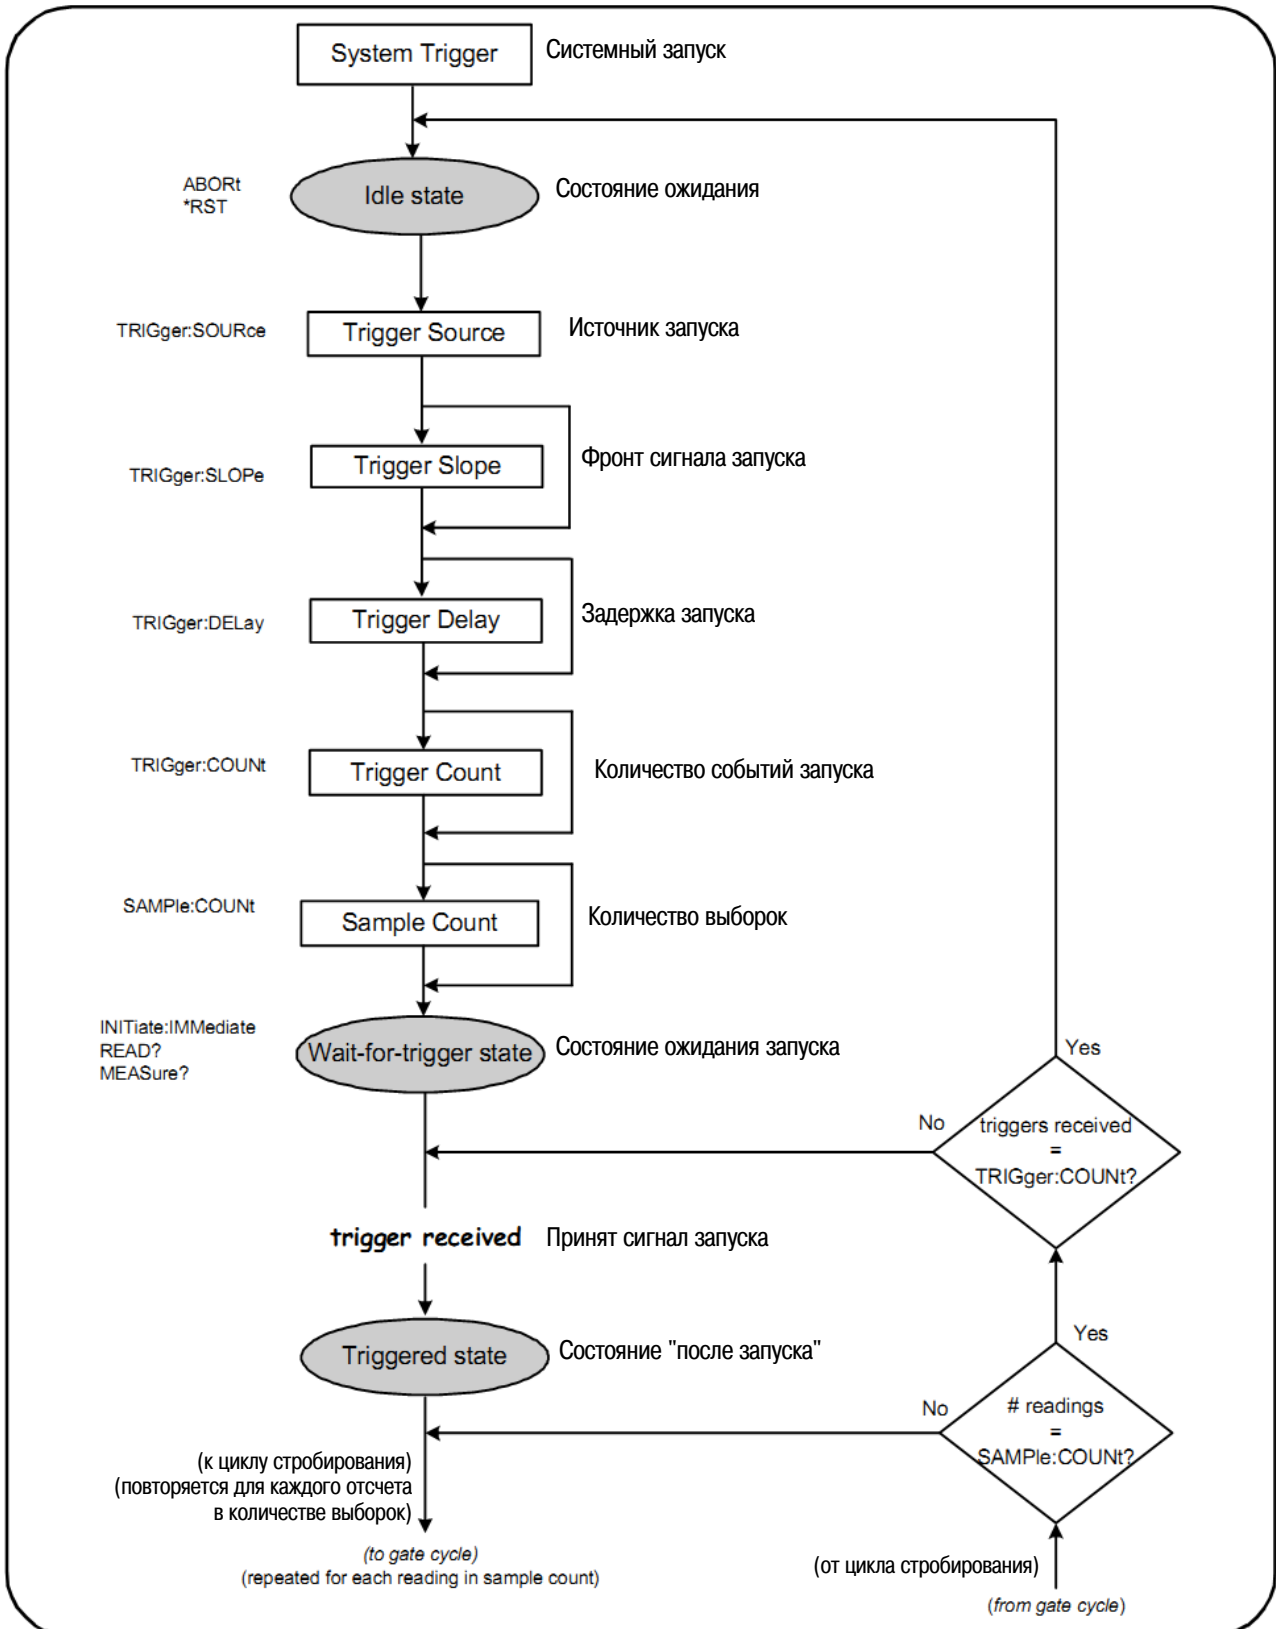 System Trigger
Системный запуск
ABORt
*RST
Idle state
Состояние ожидания
TRIGger:SOURce
Trigger Source
Источник запуска
TRIGger:SLOPe
Trigger Slope
Фронт сигнала запуска
TRIGger:DELay
Trigger Delay
Задержка запуска
TRIGger:COUNt
Trigger Count
Количество событий запуска
SAMPle:COUNt
Sample Count
Количество выборок
INITiate:IMMediate
READ?
MEASure?
Wait-for-trigger state
Состояние ожидания запуска
Yes
No
triggers received
=
TRIGger:COUNt?
trigger received
Принят сигнал запуска
Triggered state
Состояние "после запуска"
Yes
No
# readings
=
SAMPle:COUNt?
(к циклу стробирования)
(повторяется для каждого отсчета
в количестве выборок)
(to gate cycle)
(repeated for each reading in sample count)
(от цикла стробирования)
(from gate cycle)